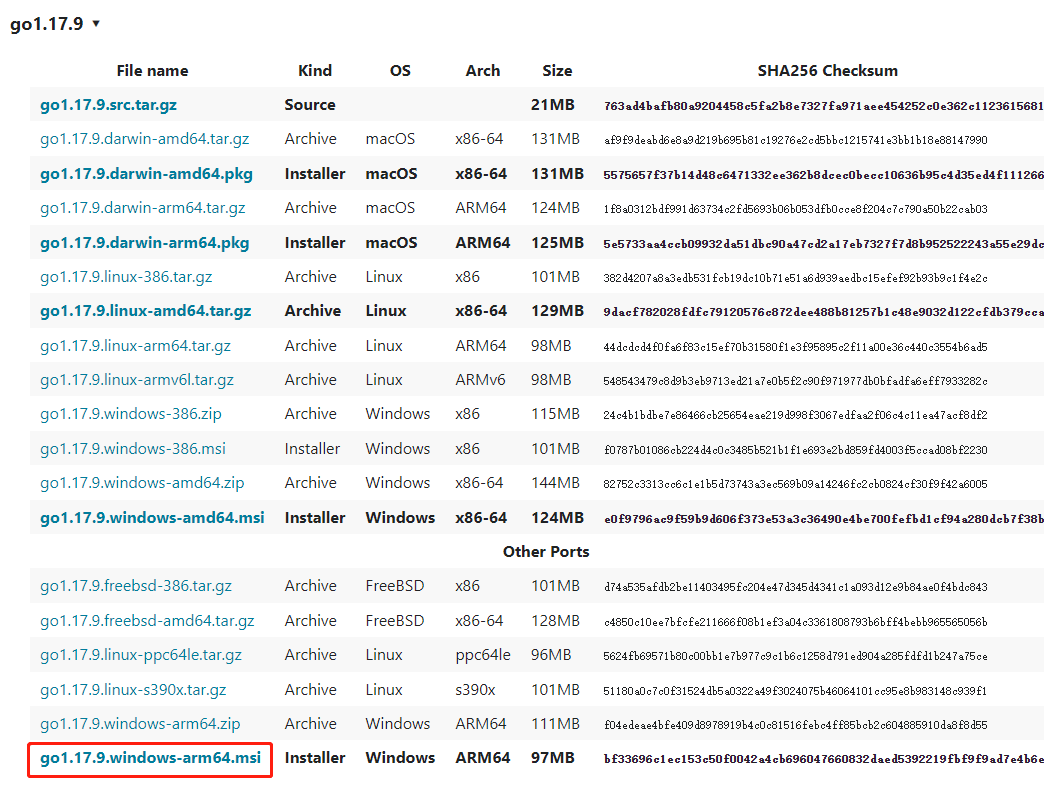 go1.17.9 ▾
File name Kind OS Arch Size SHA256 Checksum
go1.17.9.src.tar.gz Source 21MB 763ad4bafb80a9204458c5fa2b8e7327fa971aee454252c0e362c1123615681
go1.17.9.darwin-amd64.tar.gz Archive macOS x86-64 131MB af9f9deabd6e8a9d219b695b81c19276e2cd5bbc1215741e3bb1b18e88147990
go1.17.9.darwin-amd64.pkg Installer macOS x86-64 131MB 5575657f37b14d48c6471332ee362b8dcec0becc10636b95c4d35ed4f111266
go1.17.9.darwin-arm64.tar.gz Archive macOS ARM64 124MB 1f8a0312bdf991d63734c2fd5693b06b053dfb0cce8f204c7c790a50b22cab03
go1.17.9.darwin-arm64.pkg Installer macOS ARM64 125MB 5e5733aa4ccb09932da51dbc90a47cd2a17eb7327f7d8b952522243a55e29dc
go1.17.9.linux-386.tar.gz Archive Linux x86 101MB 382d4207a8a3edb531fcb19dc10b71e51a6d939aedbc15efef92b93b9c1f4e2c
go1.17.9.linux-amd64.tar.gz Archive Linux x86-64 129MB 9dacf782028fdfc79120576c872dee488b81257b1c48e9032d122cfdb379cca
go1.17.9.linux-arm64.tar.gz Archive Linux ARM64 98MB 44dcdcd4f0fa6f83c15ef70b31580f1e3f95895c2f11a00e36c440c3554b6ad5
go1.17.9.linux-armv6l.tar.gz Archive Linux ARMv6 98MB 548543479c8d9b3eb9713ed21a7e0b5f2c90f971977db0bfadfa6eff7933282c
go1.17.9.windows-386.zip Archive Windows x86 115MB 24c4b1bdbe7e86466cb25654eae219d998f3067edfaa2f06c4c11ea47acf8df2
go1.17.9.windows-386.msi Installer Windows x86 101MB f0787b01086cb224d4c0c3485b521b1f1e693e2bd859fd4003f5ccad08bf2230
go1.17.9.windows-amd64.zip Archive Windows x86-64 144MB 82752c3313cc6c1e1b5d73743a3ec569b09a14246fc2cb0824cf30f9f42a6005
go1.17.9.windows-amd64.msi Installer Windows x86-64 124MB e0f9796ac9f59b9d606f373e53a3c36490e4be700fefbd1cf94a280dcb7f38b
Other Ports
go1.17.9.freebsd-386.tar.gz Archive FreeBSD x86 101MB d74a535afdb2be11403495fc204e47d345d4341c1a093d12e9b84ae0f4bdc843
go1.17.9.freebsd-amd64.tar.gz Archive FreeBSD x86-64 128MB c4850c10ee7bfcfe211666f08b1ef3a04c3361808793b6bff4bebb965565056b
go1.17.9.linux-ppc64le.tar.gz Archive Linux ppc64le 96MB 5624fb69571b80c00bb1e7b977c9c1b6c1258d791ed904a285fdfd1b247a75ce
go1.17.9.linux-s390x.tar.gz Archive Linux s390x 101MB 51180a0c7c0f31524db5a0322a49f3024075b46064101cc95e8b983148c939f1
go1.17.9.windows-arm64.zip Archive Windows ARM64 111MB f04edeae4bfe409d8978919b4c0c81516febc4ff85bcb2c604885910da8f8d55
go1.17.9.windows-arm64.msi Installer Windows ARM64 97MB bf33696c1ec153c50f0042a4cb696047660832daed5392219fbf9f9ad7e4b6e